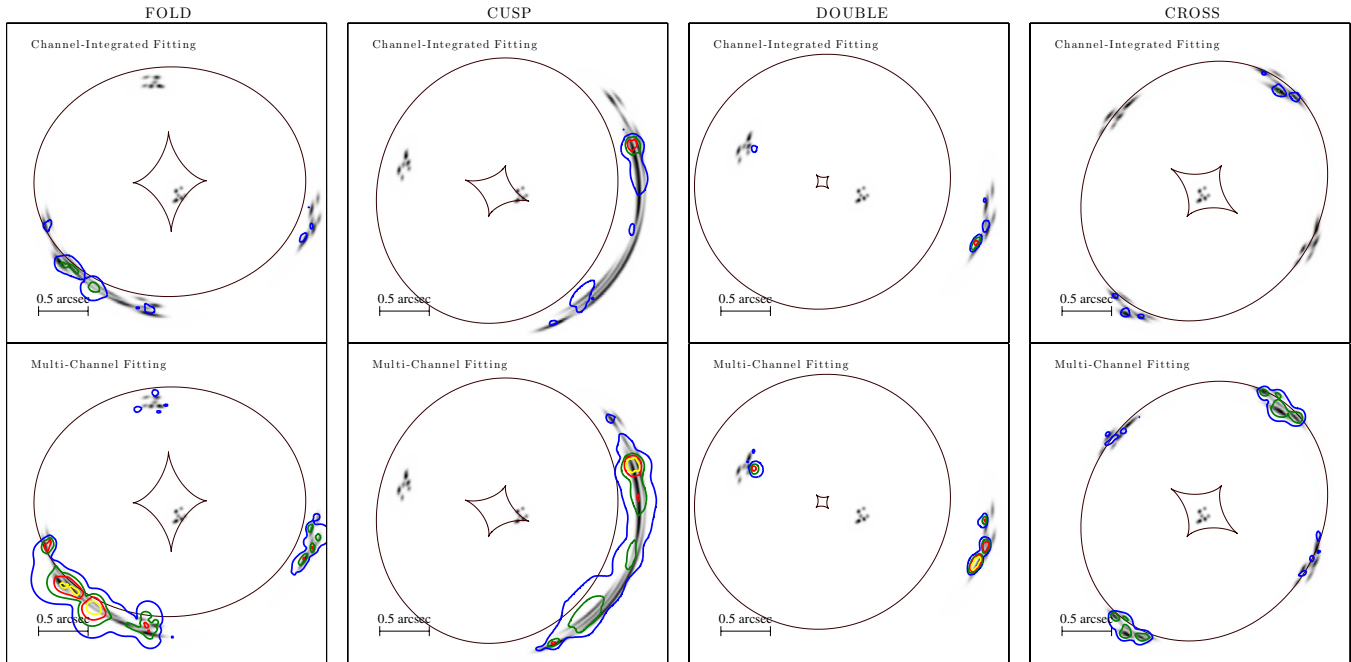 FOLD
CUSP
DOUBLE
CROSS
Channel-Integrated Fitting
Channel-Integrated Fitting
Channel-Integrated Fitting
Channel-Integrated Fitting
0.5 arcsec
0.5 arcsec
0.5 arcsec
0.5 arcsec
Multi-Channel Fitting
Multi-Channel Fitting
Multi-Channel Fitting
Multi-Channel Fitting
0.5 arcsec
0.5 arcsec
0.5 arcsec
0.5 arcsec